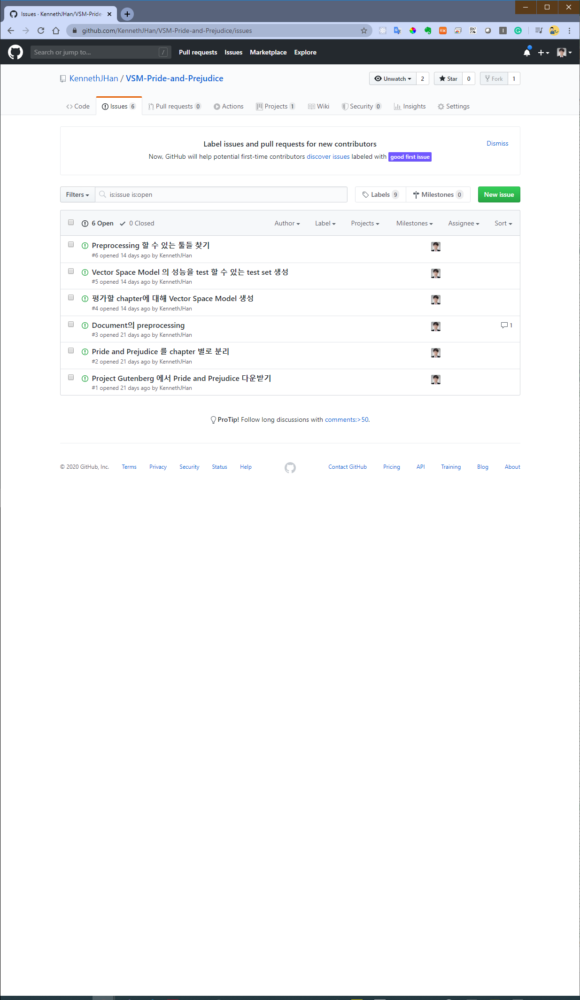 Issues · KennethJHan/VSM-Pride-
github.com/KennethJHan/VSM-Pride-and-Prejudice/issues
Search or jump to... / Pull requests Issues Marketplace Explore
KennethJHan / VSM-Pride-and-Prejudice Unwatch 2 Star 0 Fork 1
Code Issues 6 Pull requests 0 Actions Projects 1 Wiki Security 0 Insights Settings
Label issues and pull requests for new contributors Dismiss
Now, GitHub will help potential first-time contributors discover issues labeled with good first issue
Filters is:issue is:open Labels 9 Milestones 0 New issue
6 Open 0 Closed Author Label Projects Milestones Assignee Sort
Preprocessing 할 수 있는 툴들 찾기
#6 opened 14 days ago by KennethJHan
Vector Space Model 의 성능을 test 할 수 있는 test set 생성
#5 opened 14 days ago by KennethJHan
평가할 chapter에 대해 Vector Space Model 생성
#4 opened 14 days ago by KennethJHan
Document의 preprocessing 1
#3 opened 21 days ago by KennethJHan
Pride and Prejudice 를 chapter 별로 분리
#2 opened 21 days ago by KennethJHan
Project Gutenberg 에서 Pride and Prejudice 다운받기
#1 opened 21 days ago by KennethJHan
ProTip! Follow long discussions with comments:>50.
© 2020 GitHub, Inc. Terms Privacy Security Status Help Contact GitHub Pricing API Training Blog About